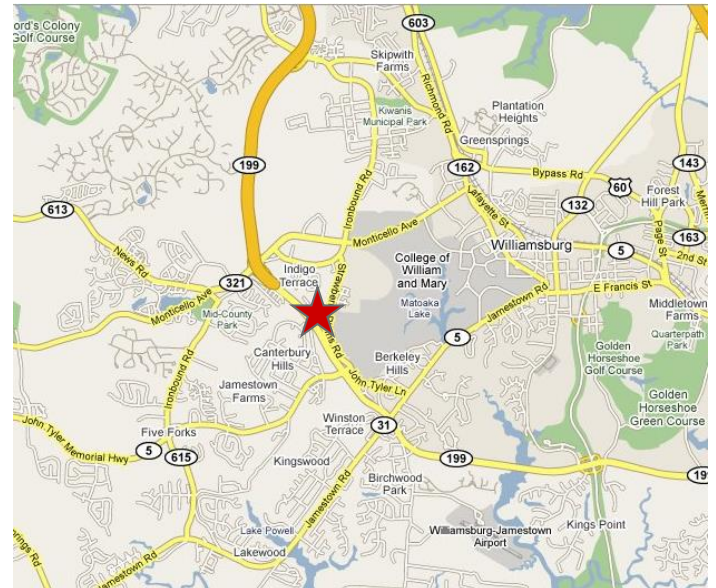 ord's Colony
Golf Course
603
Skipwith
Farms
Richmond Rd
Kiwanis
Municipal Park
Plantation
Heights
Greensprings
199
Ironbound Rd
162
Bypass Rd
60
143
Forest
Hill Park
132
Lafayette St
Page St
163
2nd St
613
News Rd
Monticello Ave
College of
William
and Mary
Williamsburg
5
321
Indigo
Terrace
Matoaka
Lake
Jamestown Rd
E Francis St
Monticello Ave
Mid-County
Park
5
Middletown
Farms
Quarterpath
Park
Canterbury
Hills
Berkeley
Hills
Golden
Horseshoe
Golf Course
Ironbound Rd
Jamestown
Farms
John Tyler Ln
Golden
Horseshoe
Green Course
John Tyler
Memorial Hwy
Five Forks
Winston
Terrace
31
5
615
Kingswood
199
Birchwood
Park
Jamestown Rd
Lake Powell
Williamsburg-Jamestown
Airport
Kings Point
Lakewood
Jamestown Rd